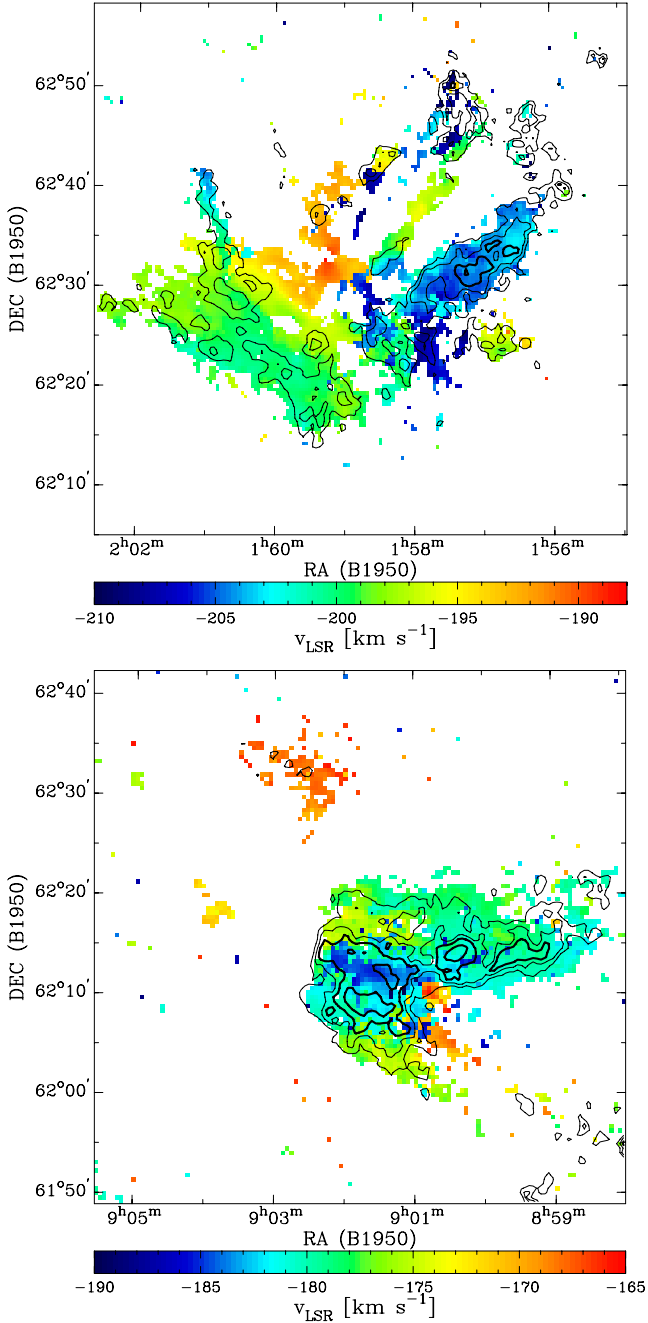 62°50′
62°40′
62°30′
62°20′
62°10′
DEC (B1950)
2ʰ02ᵐ 1ʰ60ᵐ 1ʰ58ᵐ 1ʰ56ᵐ
RA (B1950)
−210 −205 −200 −195 −190
v_LSR [km s⁻¹]
62°40′
62°30′
62°20′
62°10′
62°00′
61°50′
DEC (B1950)
9ʰ05ᵐ 9ʰ03ᵐ 9ʰ01ᵐ 8ʰ59ᵐ
RA (B1950)
−190 −185 −180 −175 −170 −165
v_LSR [km s⁻¹]